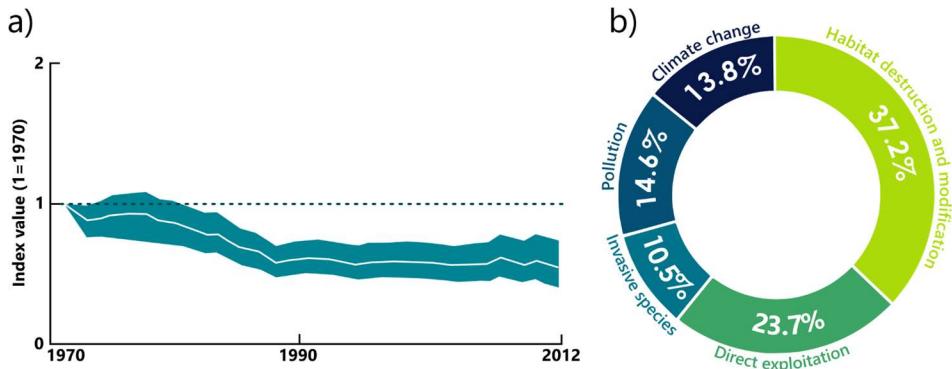 a)
2
1
0
Index value (1=1970)
1970
1990
2012
b)
Habitat destruction and modification
37.2%
Direct exploitation
23.7%
Invasive species
10.5%
Pollution
14.6%
Climate change
13.8%